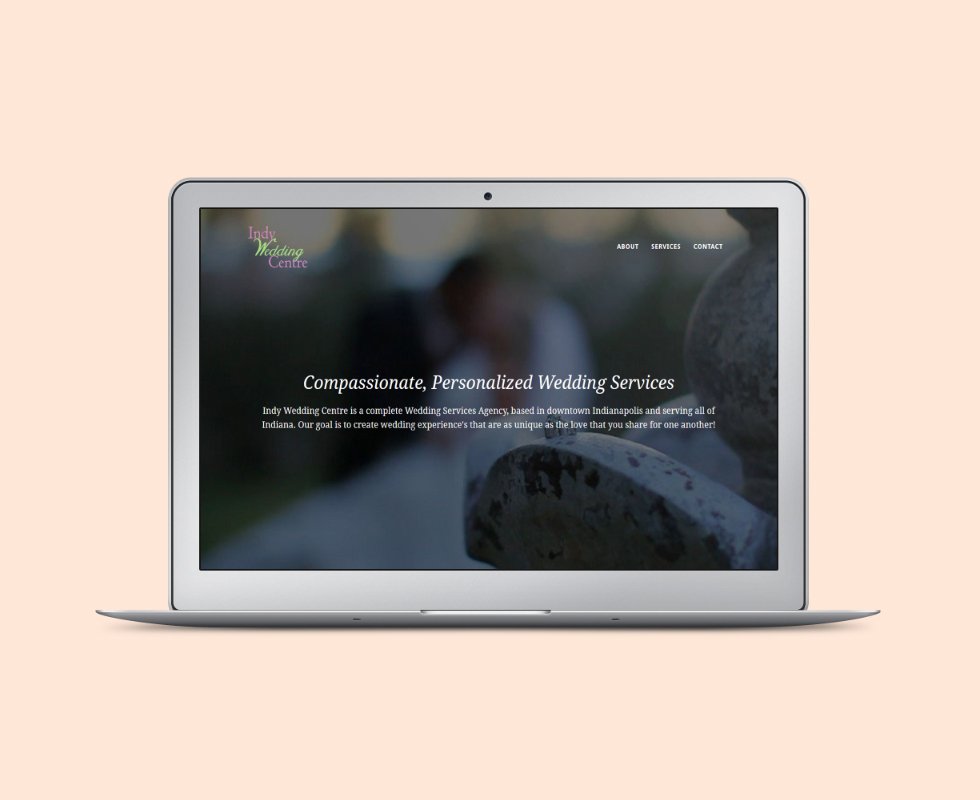 Indy
Wedding
Centre
ABOUT SERVICES CONTACT
Compassionate, Personalized Wedding Services
Indy Wedding Centre is a complete Wedding Services Agency, based in downtown Indianapolis and serving all of
Indiana. Our goal is to create wedding experience's that are as unique as the love that you share for one another!